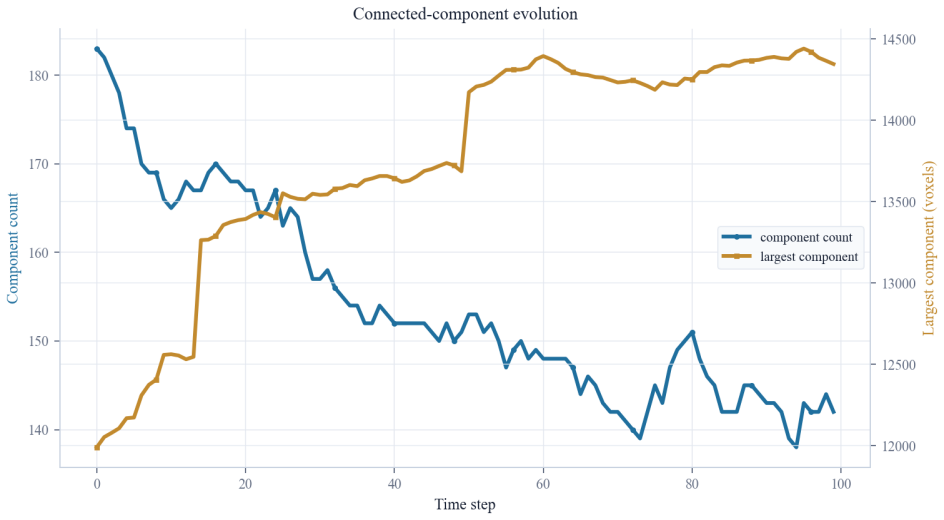 Connected-component evolution
180
170
160
150
140
Component count
14500
14000
13500
13000
12500
12000
Largest component (voxels)
component count
largest component
0 20 40 60 80 100
Time step